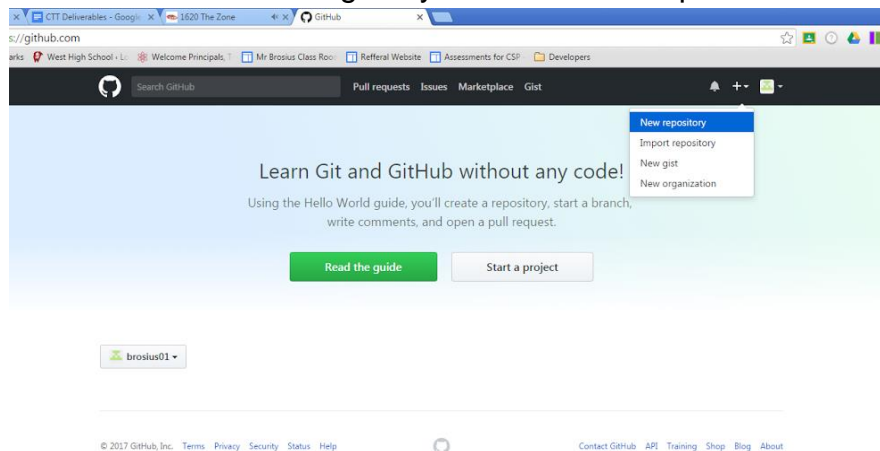 CTT Deliverables - Googl
1620 The Zone
GitHub
s://github.com
arks
West High School
Welcome Principals, T
Mr Brosius Class Roo
Refferal Website
Assessments for CSP
Developers
Search GitHub
Pull requests Issues Marketplace Gist
New repository
Import repository
New gist
New organization
Learn Git and GitHub without any code!
Using the Hello World guide, you'll create a repository, start a branch,
write comments, and open a pull request.
Read the guide
Start a project
brosius01
© 2017 GitHub, Inc. Terms Privacy Security Status Help
Contact GitHub API Training Shop Blog About